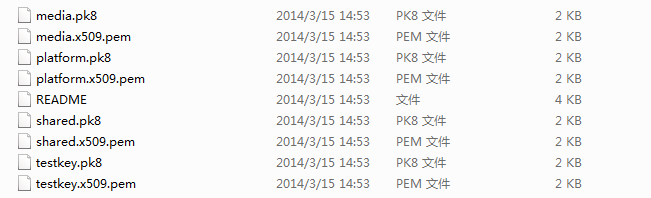 media.pk8 2014/3/15 14:53 PK8 文件 2 KB
media.x509.pem 2014/3/15 14:53 PEM 文件 2 KB
platform.pk8 2014/3/15 14:53 PK8 文件 2 KB
platform.x509.pem 2014/3/15 14:53 PEM 文件 2 KB
README 2014/3/15 14:53 文件 4 KB
shared.pk8 2014/3/15 14:53 PK8 文件 2 KB
shared.x509.pem 2014/3/15 14:53 PEM 文件 2 KB
testkey.pk8 2014/3/15 14:53 PK8 文件 2 KB
testkey.x509.pem 2014/3/15 14:53 PEM 文件 2 KB